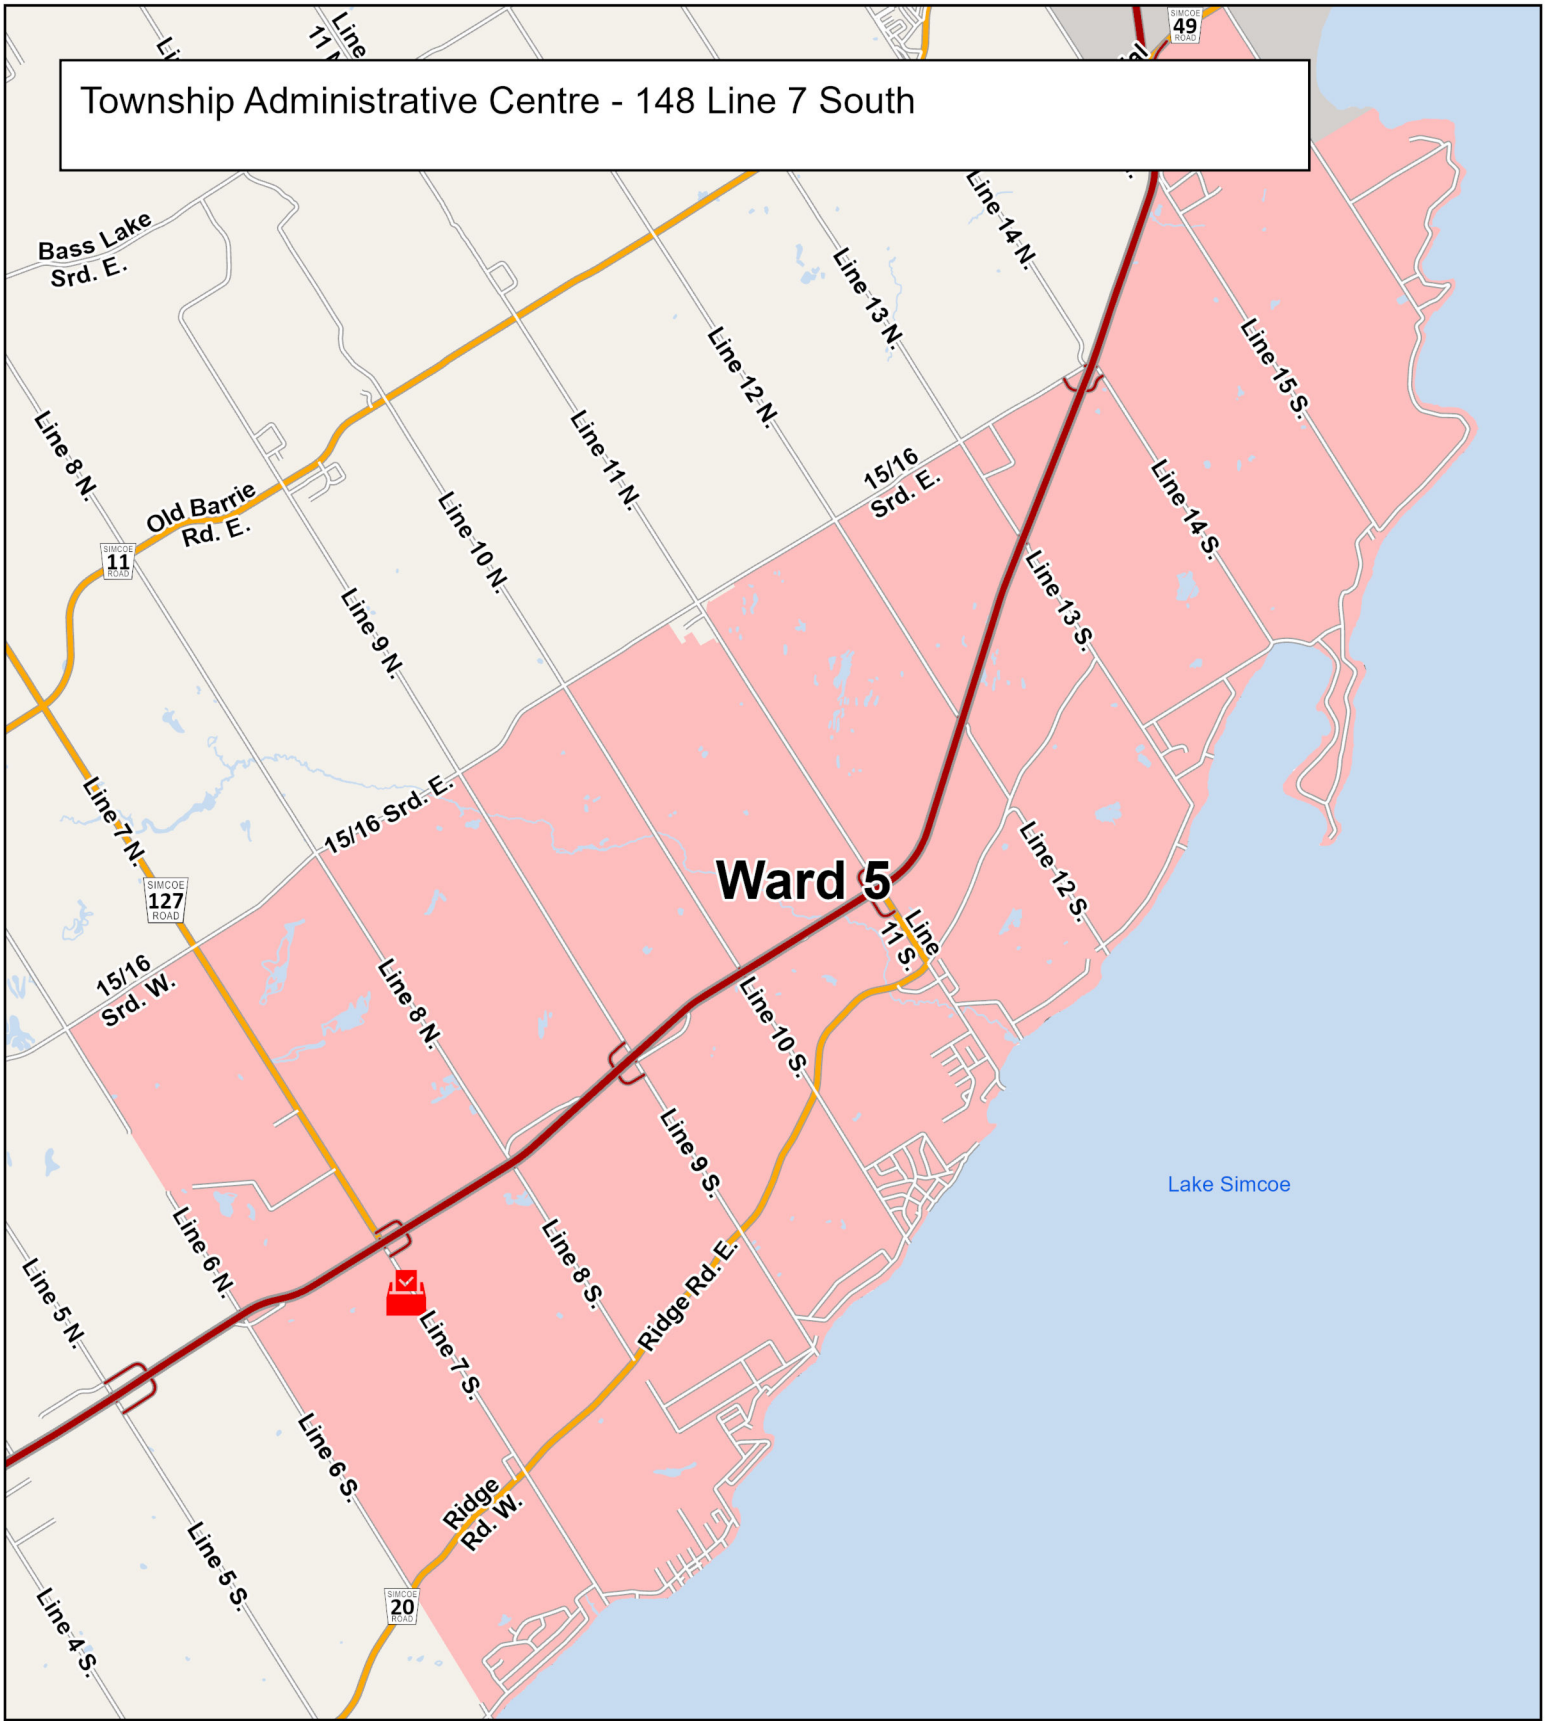 SIMCOE
49
ROAD
Line
11 N
Township Administrative Centre - 148 Line 7 South
Bass Lake
Srd. E.
Line 14 N.
Line 13 N.
Line 15 S.
Line 12 N.
Line 8 N.
Line 11 N.
15/16
Srd. E.
Line 14 S.
Old Barrie
Rd. E.
Line 10 N.
SIMCOE
11
ROAD
Line 13 S.
Line 9 N.
Line 7 N.
15/16 Srd. E.
Line 12 S.
Ward 5
SIMCOE
127
ROAD
Line
11 S.
15/16
Srd. W.
Line 8 N.
Line 10 S.
Line 9 S.
Lake Simcoe
Line 6 N.
Line 8 S.
Line 5 N.
Ridge Rd. E.
Line 7 S.
Line 6 S.
Ridge
Rd. W.
Line 5 S.
SIMCOE
20
ROAD
Line 4 S.